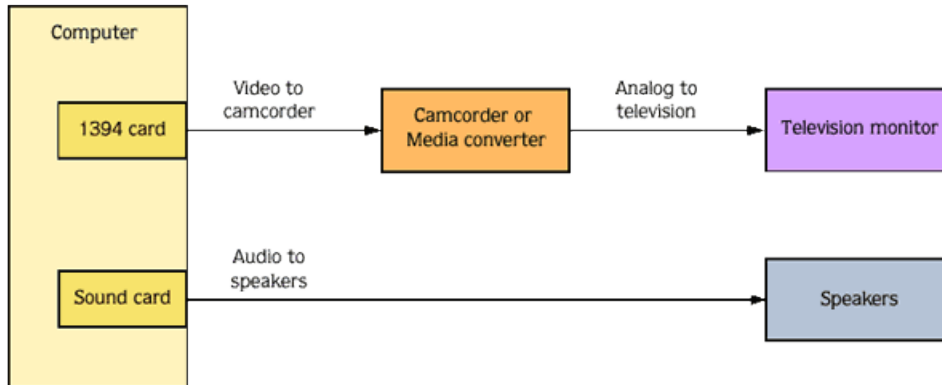 Computer
Video to
camcorder
Analog to
television
1394 card
Camcorder or
Media converter
Television monitor
Audio to
speakers
Sound card
Speakers